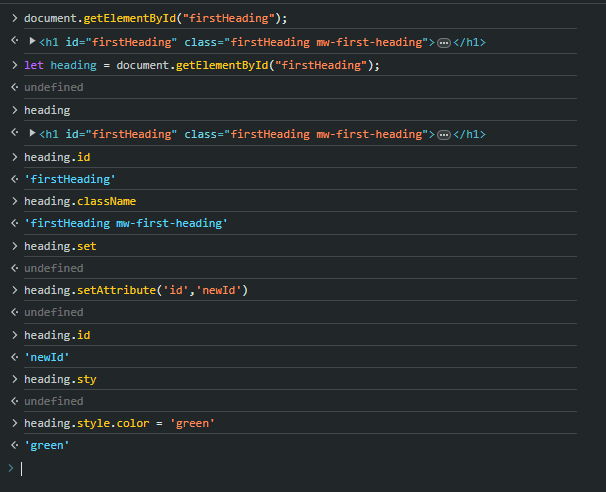 document.getElementById("firstHeading");
<h1 id="firstHeading" class="firstHeading mw-first-heading">…</h1>
let heading = document.getElementById("firstHeading");
undefined
heading
<h1 id="firstHeading" class="firstHeading mw-first-heading">…</h1>
heading.id
'firstHeading'
heading.className
'firstHeading mw-first-heading'
heading.set
undefined
heading.setAttribute('id','newId')
undefined
heading.id
'newId'
heading.sty
undefined
heading.style.color = 'green'
'green'